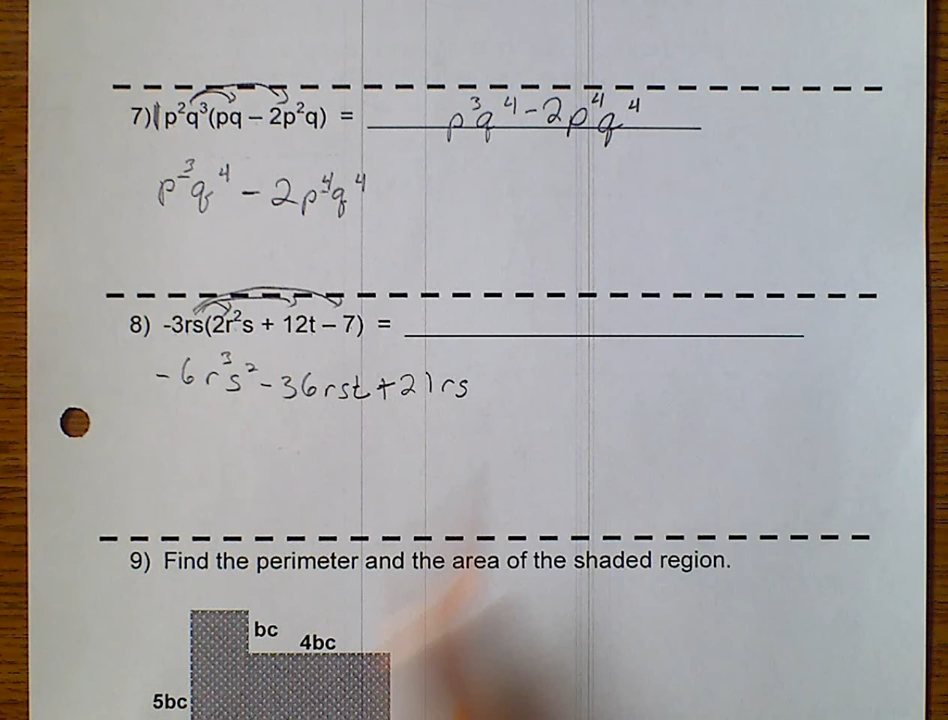 7) p²q³(pq – 2p²q) = p³q⁴ - 2p⁴q⁴
p³q⁴ - 2p⁴q⁴
8) -3rs(2r²s + 12t – 7) =
-6r³s² - 36rst + 21rs
9) Find the perimeter and the area of the shaded region.
bc
4bc
5bc